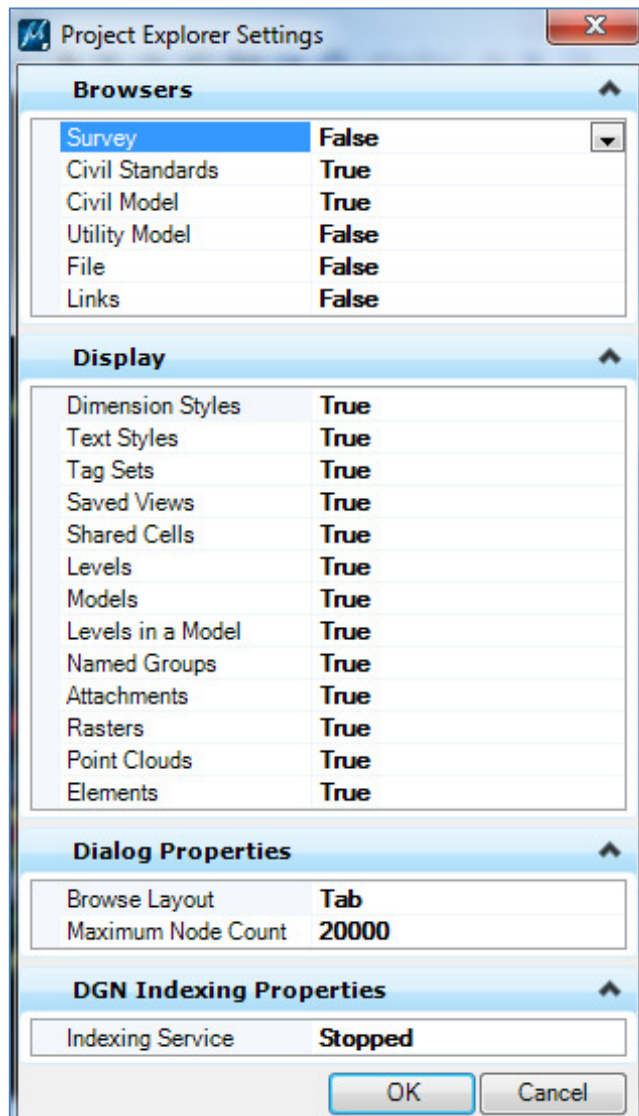 Project Explorer Settings
Browsers
Survey False
Civil Standards True
Civil Model True
Utility Model False
File False
Links False
Display
Dimension Styles True
Text Styles True
Tag Sets True
Saved Views True
Shared Cells True
Levels True
Models True
Levels in a Model True
Named Groups True
Attachments True
Rasters True
Point Clouds True
Elements True
Dialog Properties
Browse Layout Tab
Maximum Node Count 20000
DGN Indexing Properties
Indexing Service Stopped
OK Cancel